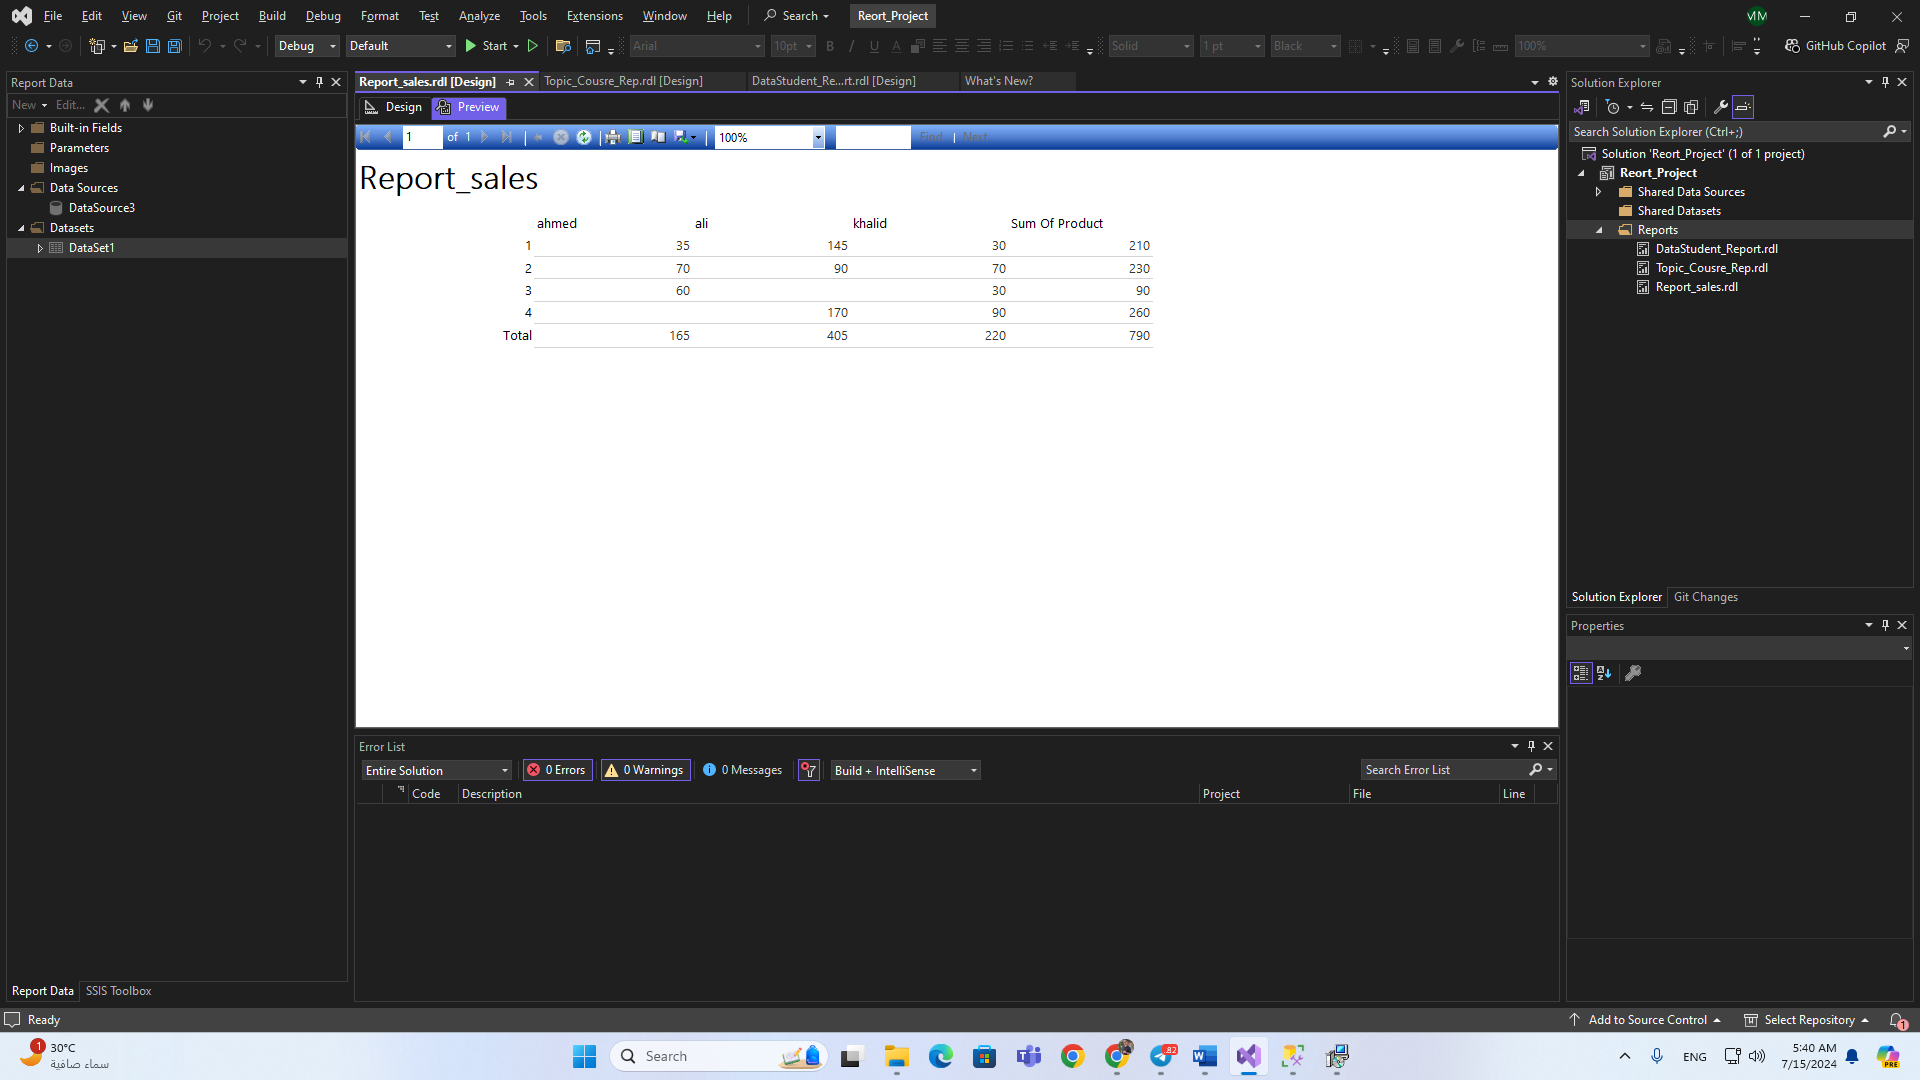 File Edit View Git Project Build Debug Format Test Analyze Tools Extensions Window Help Search Reort_Project
Debug Default Start Arial 10pt Solid 1 pt Black 100% GitHub Copilot
Report Data
New Edit...
Built-in Fields
Parameters
Images
Data Sources
DataSource3
Datasets
DataSet1
Report Data SSIS Toolbox
Report_sales.rdl [Design] Topic_Cousre_Rep.rdl [Design] DataStudent_Re...rt.rdl [Design] What's New?
Design Preview
1 of 1 100% Find Next
Report_sales
ahmed ali khalid Sum Of Product
1 35 145 30 210
2 70 90 70 230
3 60 30 90
4 170 90 260
Total 165 405 220 790
Error List
Entire Solution 0 Errors 0 Warnings 0 Messages Build + IntelliSense Search Error List
Code Description Project File Line
Solution Explorer
Search Solution Explorer (Ctrl+;)
Solution 'Reort_Project' (1 of 1 project)
Reort_Project
Shared Data Sources
Shared Datasets
Reports
DataStudent_Report.rdl
Topic_Cousre_Rep.rdl
Report_sales.rdl
Solution Explorer Git Changes
Properties
Ready Add to Source Control Select Repository 1
1 30°C
سماء صافية
Search
82
ENG
5:40 AM
7/15/2024
PRE